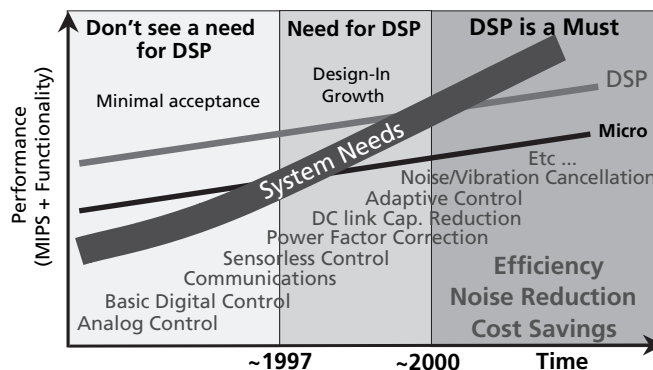 Don't see a need
for DSP
Need for DSP
DSP is a Must
Minimal acceptance
Design-In
Growth
DSP
Micro
System Needs
Etc ...
Noise/Vibration Cancellation
Adaptive Control
DC link Cap. Reduction
Power Factor Correction
Sensorless Control
Communications
Basic Digital Control
Analog Control
Efficiency
Noise Reduction
Cost Savings
Performance
(MIPS + Functionality)
~1997
~2000
Time